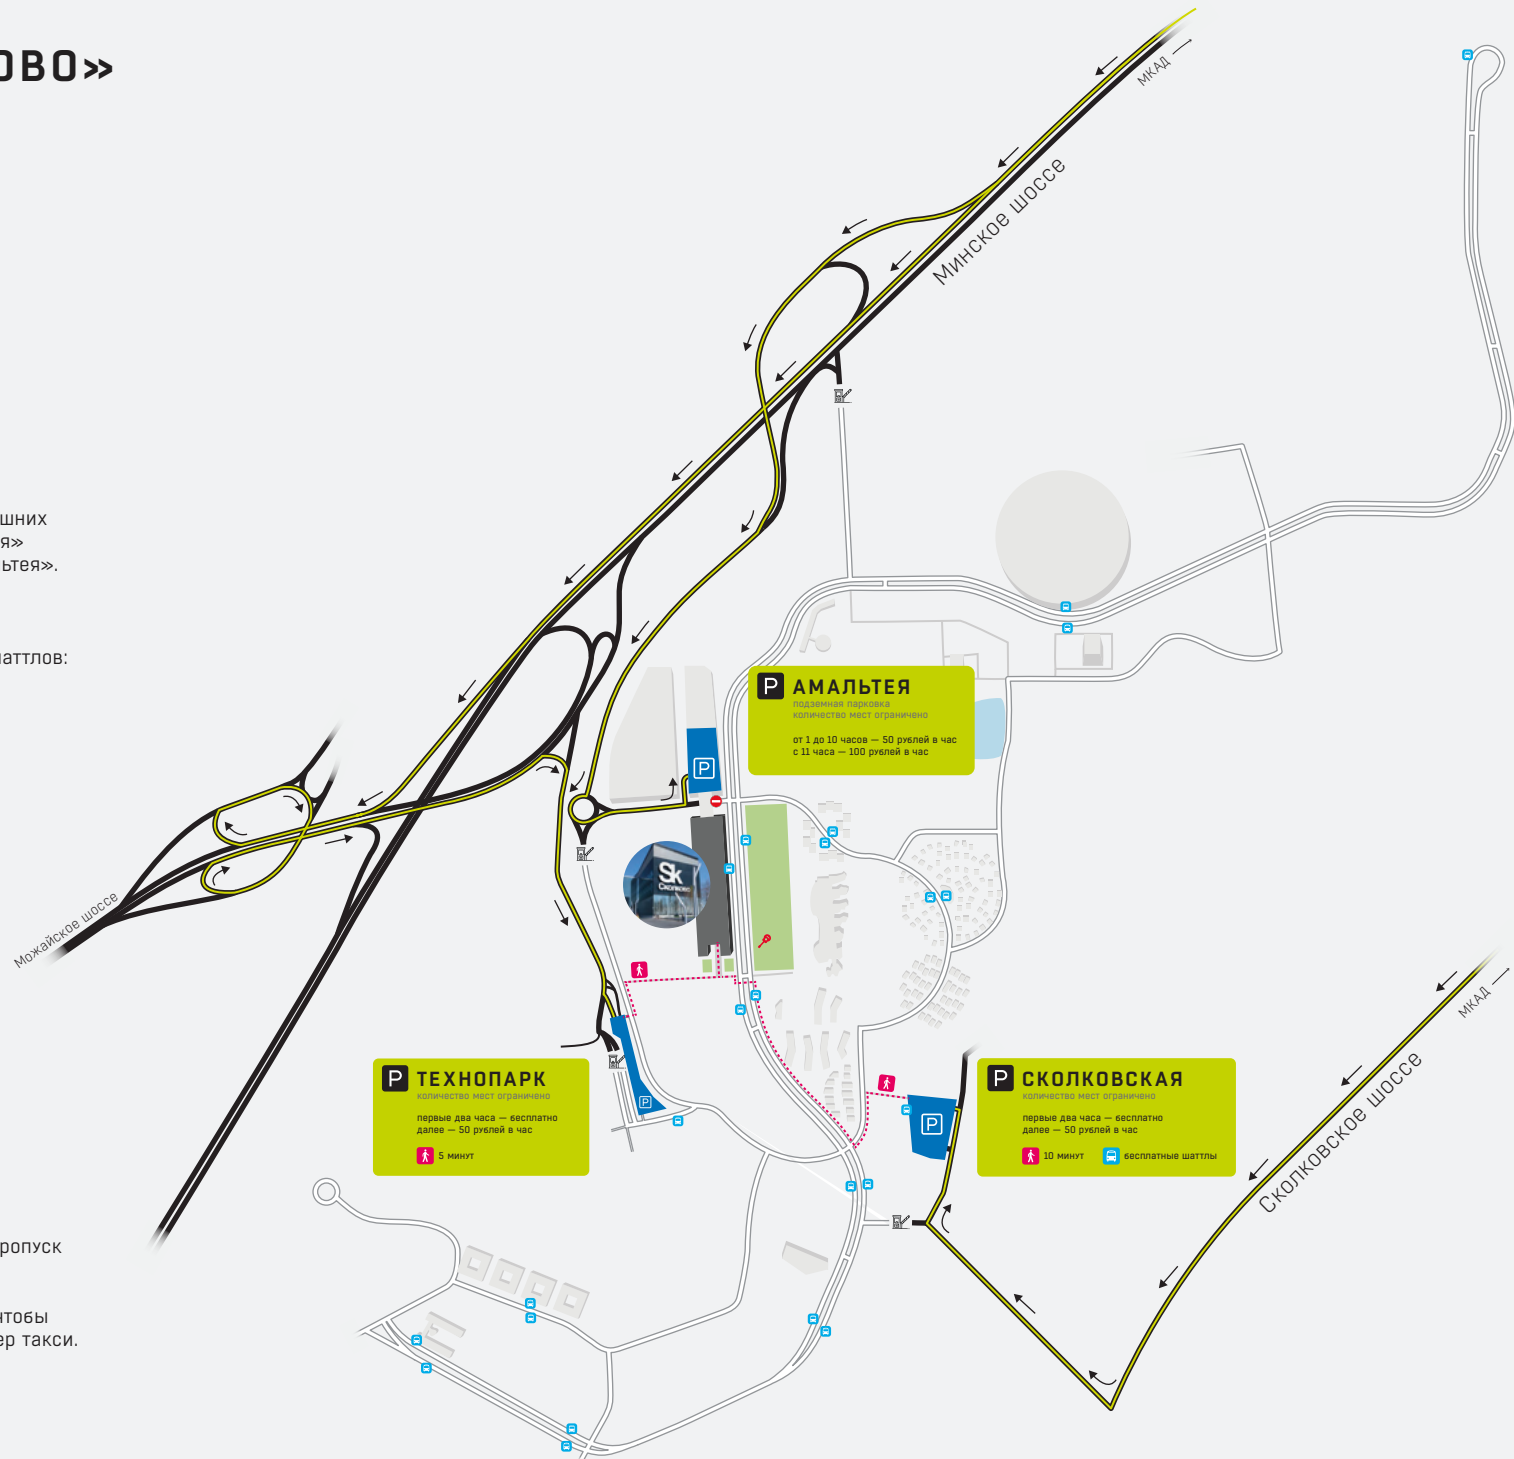 ОВО»
МКАД
Минское шоссе
шних
я»
ьтея».
аттлов:
P АМАЛЬТЕЯ
подземная парковка
количество мест ограничено
от 1 до 10 часов — 50 рублей в час
с 11 часа — 100 рублей в час
P
Sk
Сколково
Можайское шоссе
МКАД
Сколковское шоссе
P ТЕХНОПАРК
количество мест ограничено
первые два часа — бесплатно
далее — 50 рублей в час
5 минут
P
P
P СКОЛКОВСКАЯ
количество мест ограничено
первые два часа — бесплатно
далее — 50 рублей в час
10 минут бесплатные шаттлы
ропуск
чтобы
ер такси.